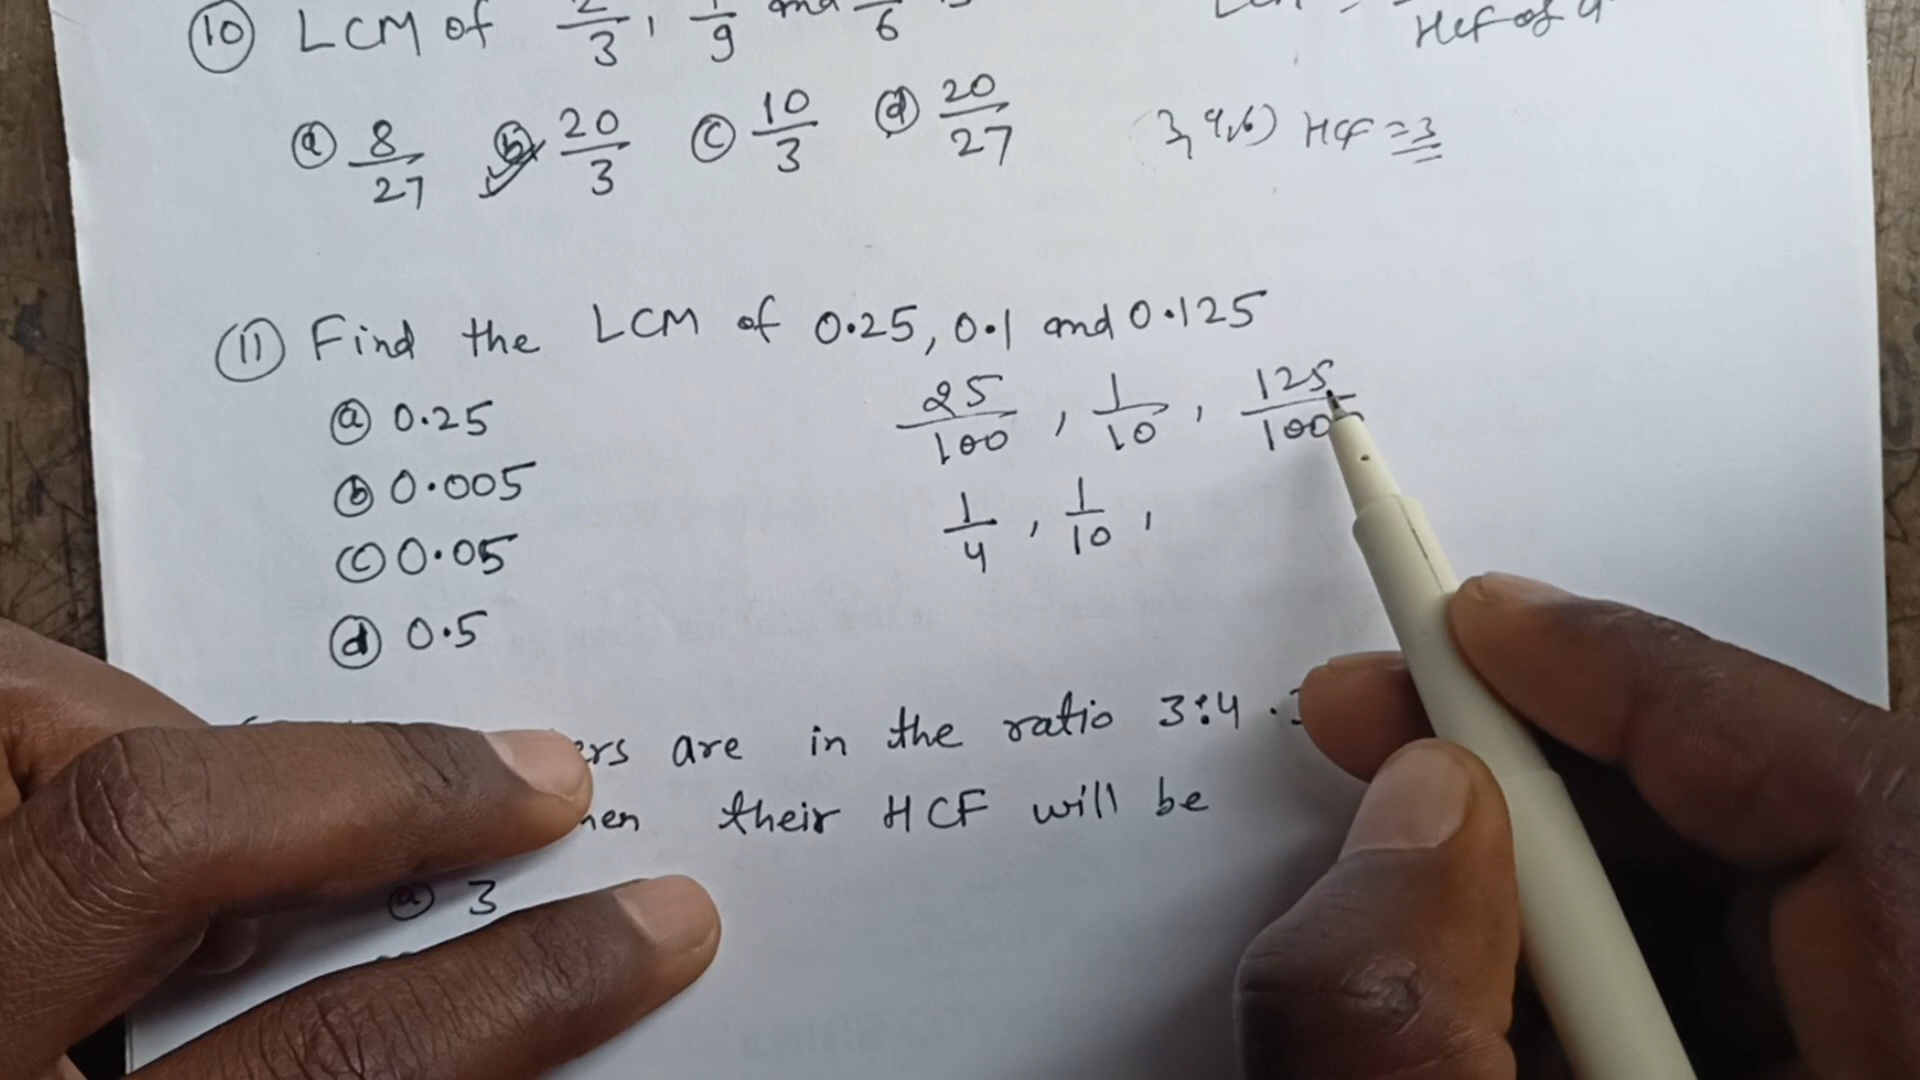 ⑩ LCM of 2/3, 1/9 and /6
ⓐ 8/27 ⓑ 20/3 ⓒ 10/3 ⓓ 20/27
HCF of
3, 9, 6) HCF = 3
⑪ Find the LCM of 0.25, 0.1 and 0.125
ⓐ 0.25
ⓑ 0.005
ⓒ 0.05
ⓓ 0.5
25/100, 1/10, 125/100
1/4, 1/10,
are in the ratio 3:4.
their HCF will be
ⓐ 3